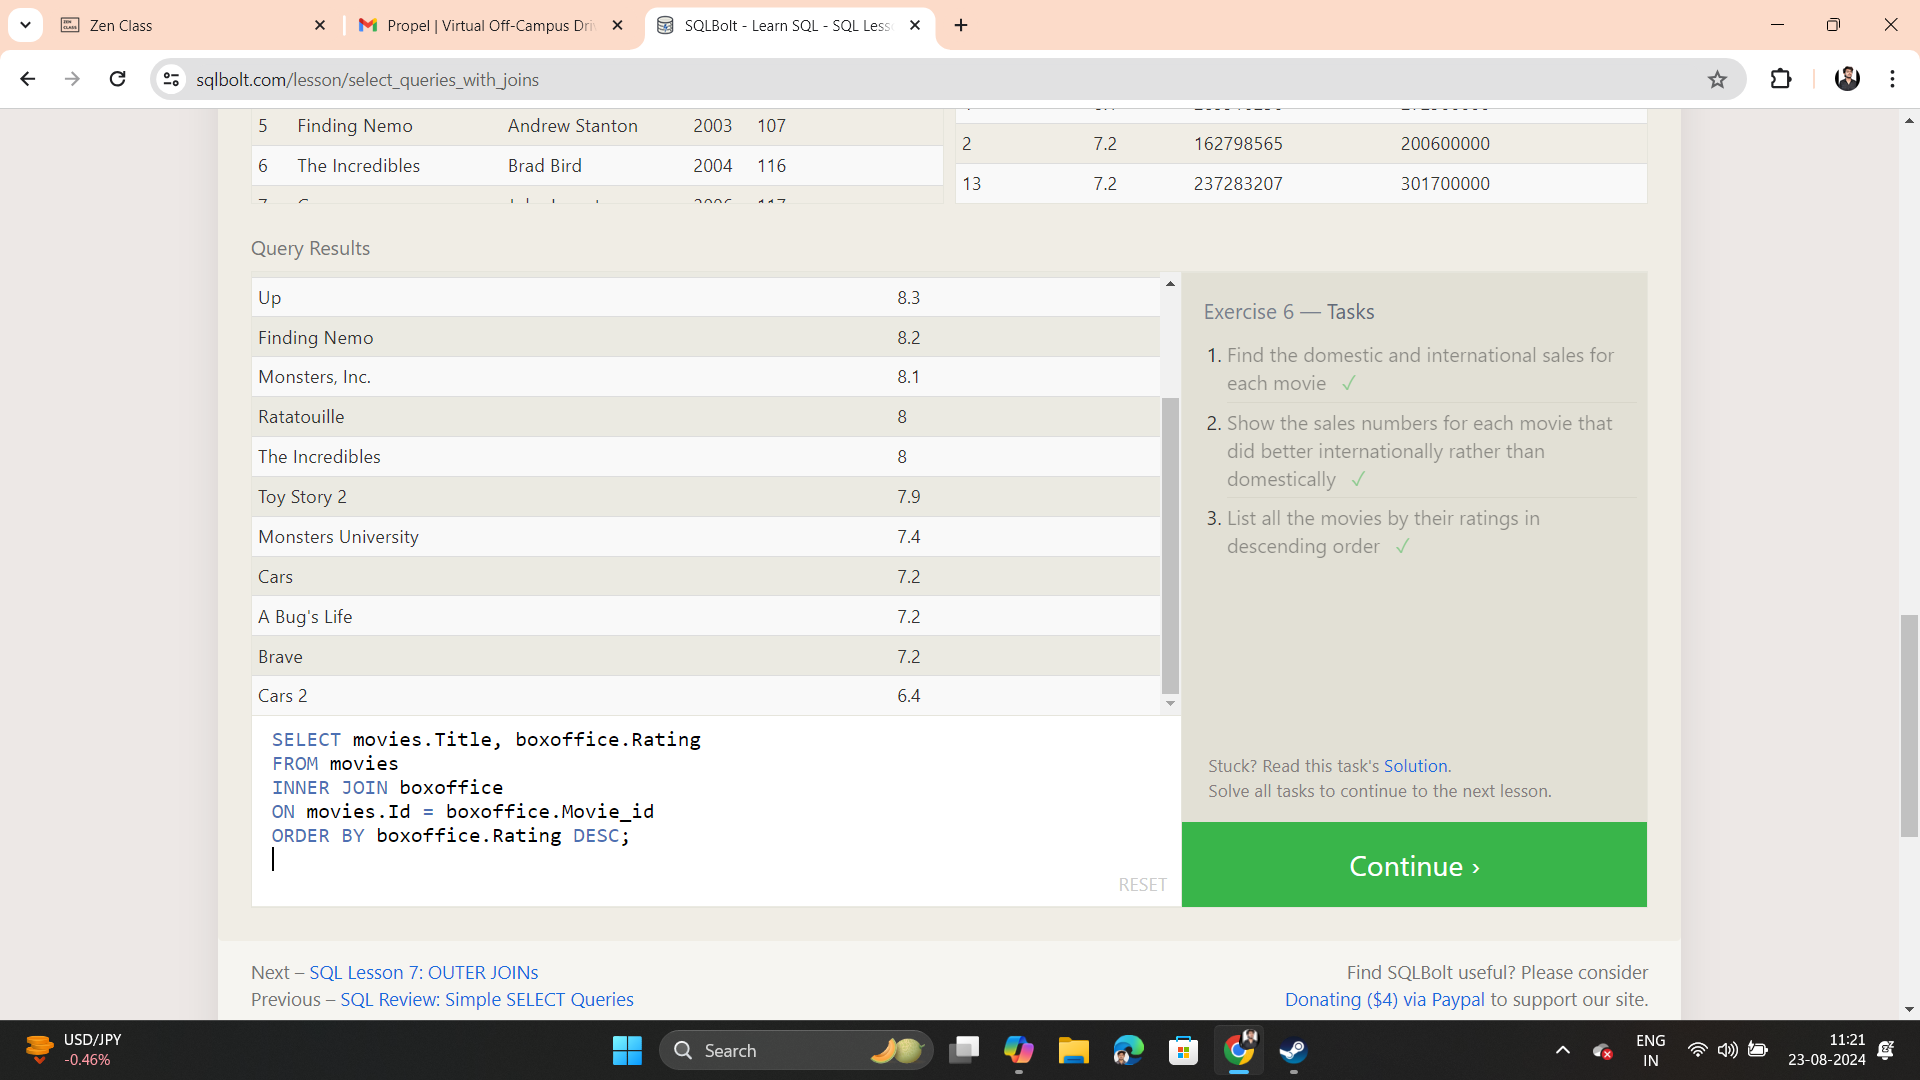 Zen Class
Propel | Virtual Off-Campus Dri
SQLBolt - Learn SQL - SQL Less
sqlbolt.com/lesson/select_queries_with_joins
5 Finding Nemo Andrew Stanton 2003 107
6 The Incredibles Brad Bird 2004 116
2 7.2 162798565 200600000
13 7.2 237283207 301700000
Query Results
Up 8.3
Finding Nemo 8.2
Monsters, Inc. 8.1
Ratatouille 8
The Incredibles 8
Toy Story 2 7.9
Monsters University 7.4
Cars 7.2
A Bug's Life 7.2
Brave 7.2
Cars 2 6.4
SELECT movies.Title, boxoffice.Rating
FROM movies
INNER JOIN boxoffice
ON movies.Id = boxoffice.Movie_id
ORDER BY boxoffice.Rating DESC;
RESET
Exercise 6 — Tasks
1. Find the domestic and international sales for
each movie ✓
2. Show the sales numbers for each movie that
did better internationally rather than
domestically ✓
3. List all the movies by their ratings in
descending order ✓
Stuck? Read this task's Solution.
Solve all tasks to continue to the next lesson.
Continue ›
Next – SQL Lesson 7: OUTER JOINs
Previous – SQL Review: Simple SELECT Queries
Find SQLBolt useful? Please consider
Donating ($4) via Paypal to support our site.
USD/JPY
-0.46%
Search
ENG
IN
11:21
23-08-2024